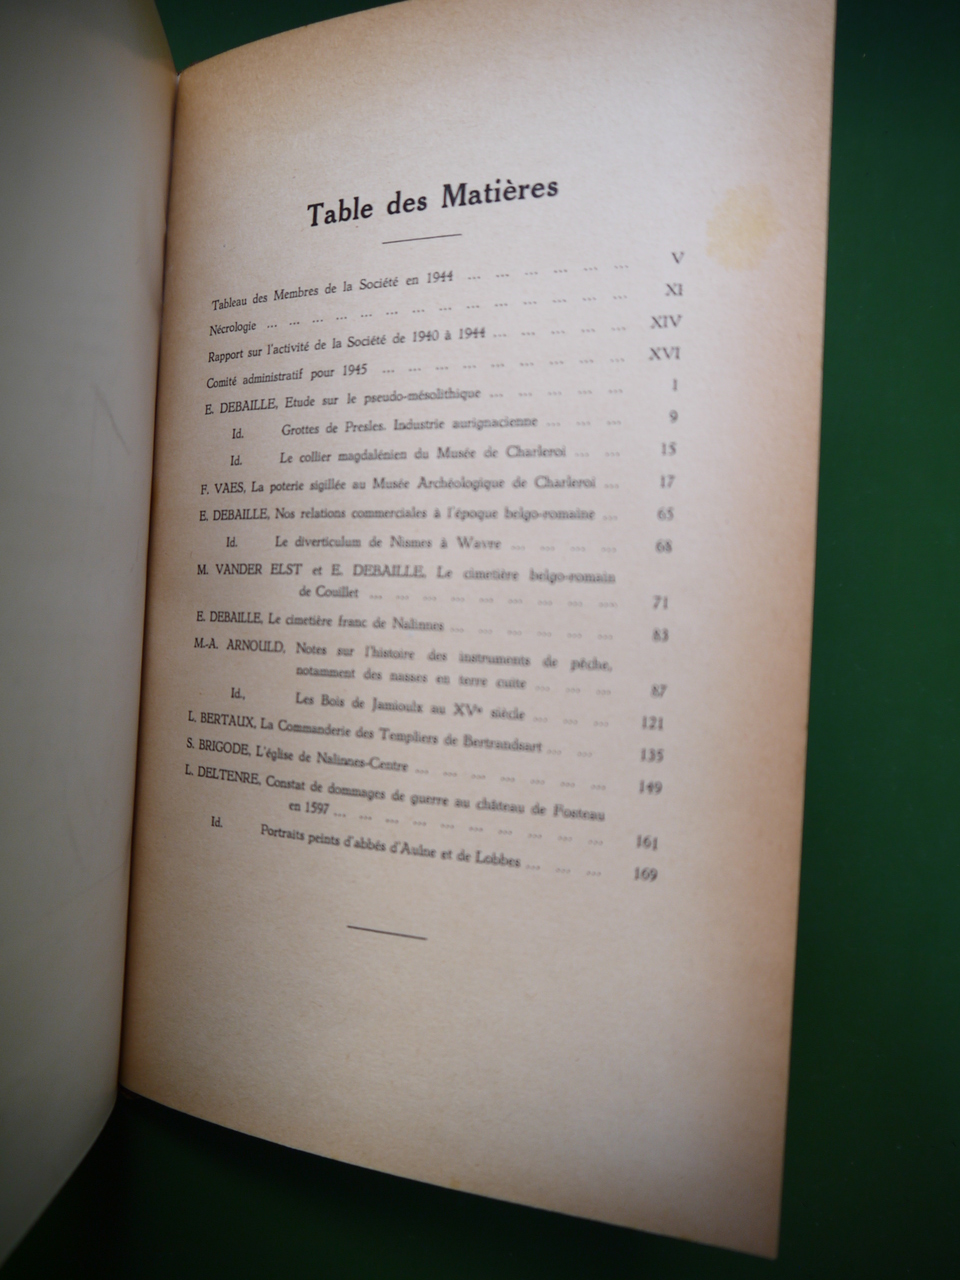 Table des Matières
Tableau des Membres de la Société en 1944 ... ... ... ... ... ... V
Nécrologie ... ... ... ... ... ... ... ... ... ... ... ... ... XI
Rapport sur l'activité de la Société de 1940 à 1944 ... ... ... ... ... XIV
Comité administratif pour 1945 ... ... ... ... ... ... ... ... ... XVI
E. DEBAILLE, Etude sur le pseudo-mésolithique ... ... ... ... ... 1
Id. Grottes de Presles. Industrie aurignacienne ... ... ... 9
Id. Le collier magdalénien du Musée de Charleroi ... ... 15
F. VAES, La poterie sigillée au Musée Archéologique de Charleroi ... 17
E. DEBAILLE, Nos relations commerciales à l'époque belgo-romaine ... 65
Id. Le diverticulum de Nismes à Wavre ... ... ... ... 68
M. VANDER ELST et E. DEBAILLE, Le cimetière belgo-romain
de Couillet ... ... ... ... ... ... ... ... ... 71
E. DEBAILLE, Le cimetière franc de Nalinnes ... ... ... ... ... ... 83
M.-A. ARNOULD, Notes sur l'histoire des instruments de pêche,
notamment des nasses en terre cuite ... ... ... 87
Id., Les Bois de Jamioulx au XVe siècle ... ... ... 121
L. BERTAUX, La Commanderie des Templiers de Bertrandsart ... ... 135
S. BRIGODE, L'église de Nalinnes-Centre ... ... ... ... ... ... ... 149
L. DELTENRE, Constat de dommages de guerre au château de Fosteau
en 1597 ... ... ... ... ... ... ... ... ... ... 161
Id. Portraits peints d'abbés d'Aulne et de Lobbes ... ... ... 169